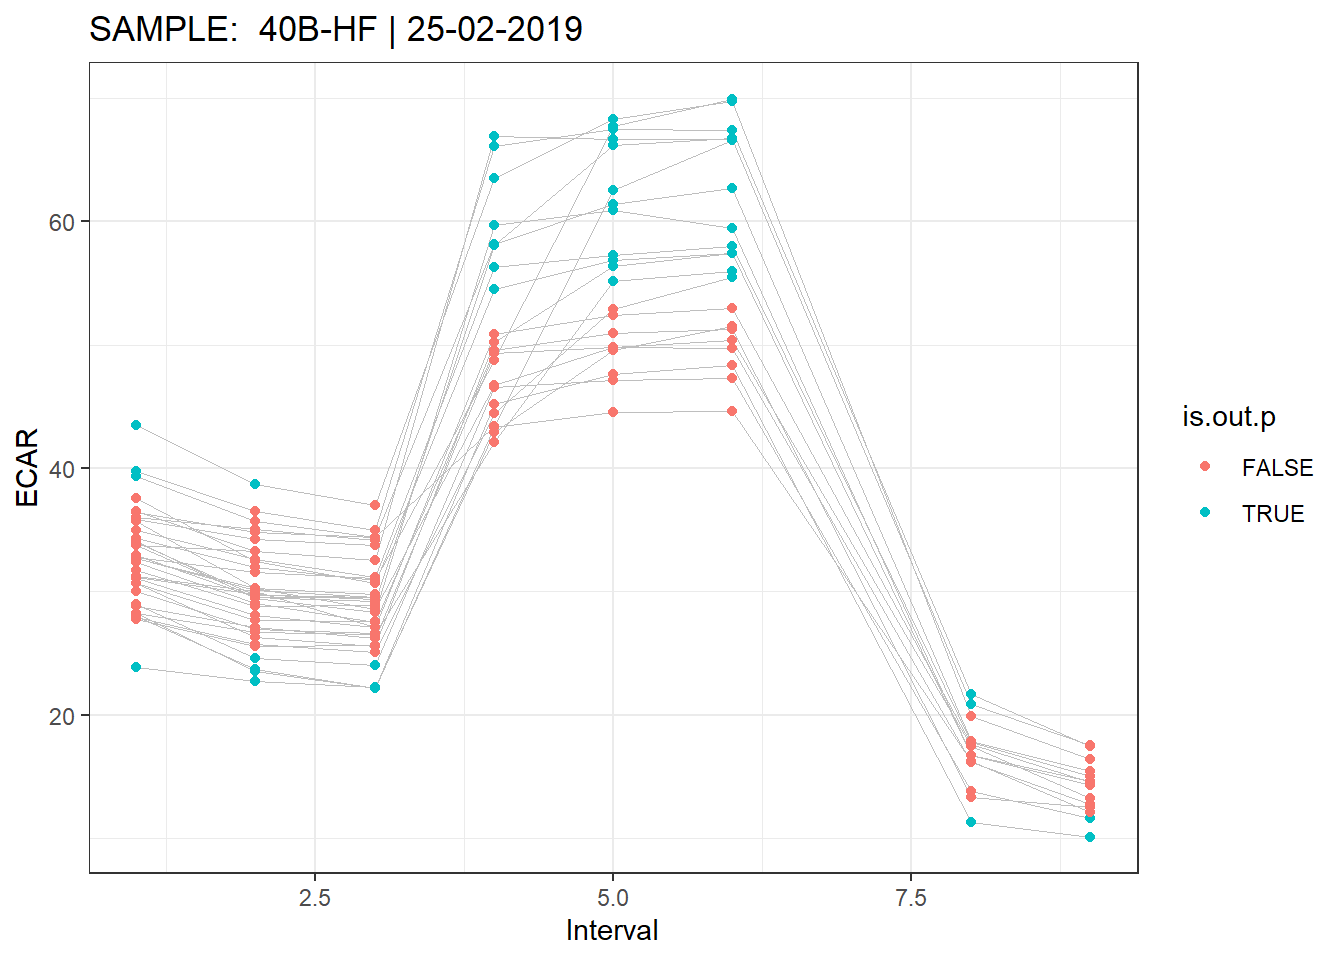 SAMPLE:  40B-HF | 25-02-2019
ECAR
60
40
20
2.5
5.0
7.5
Interval
is.out.p
FALSE
TRUE